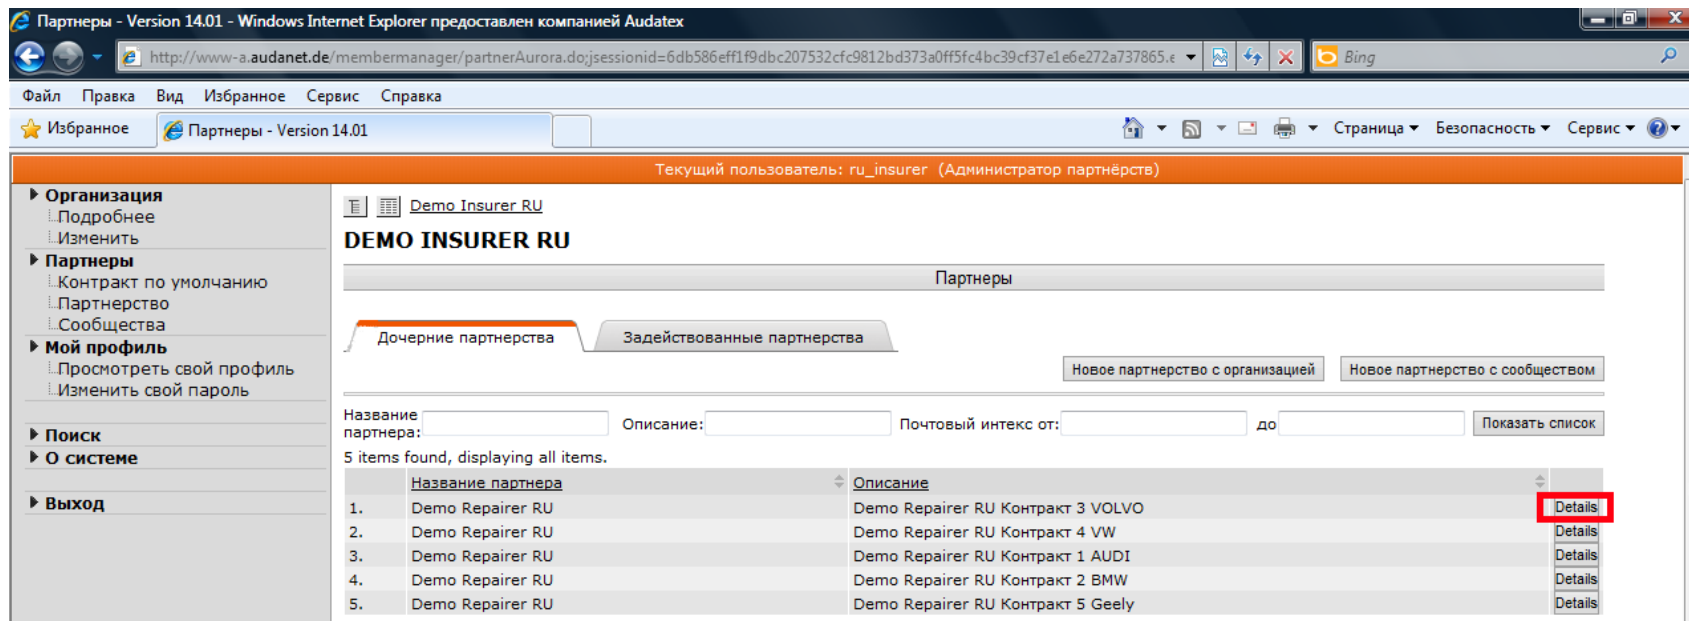 Партнеры - Version 14.01 - Windows Internet Explorer предоставлен компанией Audatex
http://www-a.audanet.de/membermanager/partnerAurora.do;jsessionid=6db586eff1f9dbc207532cfc9812bd373a0ff5fc4bc39cf37e1e6e272a737865.e Bing
Файл Правка Вид Избранное Сервис Справка
Избранное Партнеры - Version 14.01 Страница Безопасность Сервис
Текущий пользователь: ru_insurer (Администратор партнёрств)
Организация
Подробнее
Изменить
Партнеры
Контракт по умолчанию
Партнерство
Сообщества
Мой профиль
Просмотреть свой профиль
Изменить свой пароль
Поиск
О системе
Выход
Demo Insurer RU
DEMO INSURER RU
Партнеры
Дочерние партнерства Задействованные партнерства
Новое партнерство с организацией Новое партнерство с сообществом
Название партнера: Описание: Почтовый интекс от: до Показать список
5 items found, displaying all items.
Название партнера Описание
1. Demo Repairer RU Demo Repairer RU Контракт 3 VOLVO Details
2. Demo Repairer RU Demo Repairer RU Контракт 4 VW Details
3. Demo Repairer RU Demo Repairer RU Контракт 1 AUDI Details
4. Demo Repairer RU Demo Repairer RU Контракт 2 BMW Details
5. Demo Repairer RU Demo Repairer RU Контракт 5 Geely Details